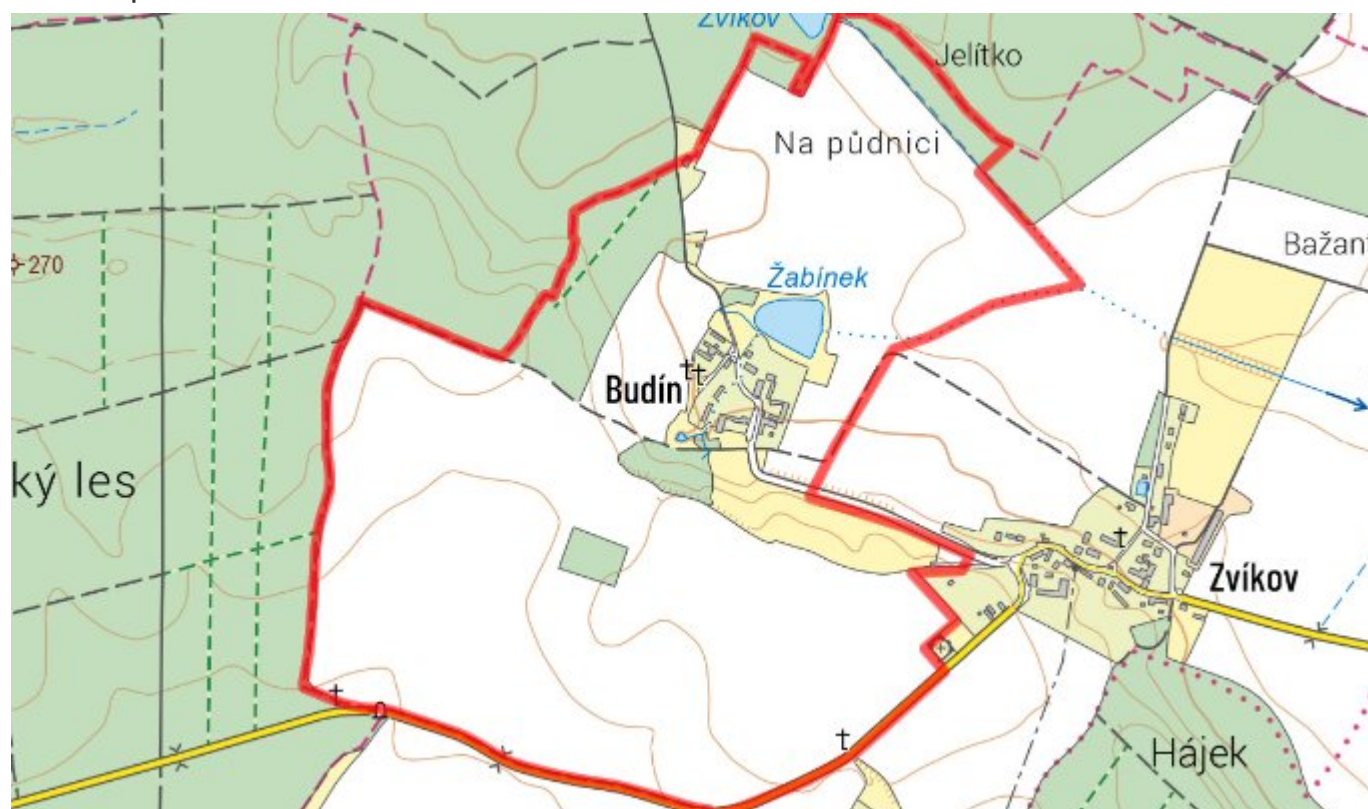 Zvíkov
Jelítko
Na půdnici
Bažant
270
Žabínek
Budín
ký les
Zvíkov
Hájek